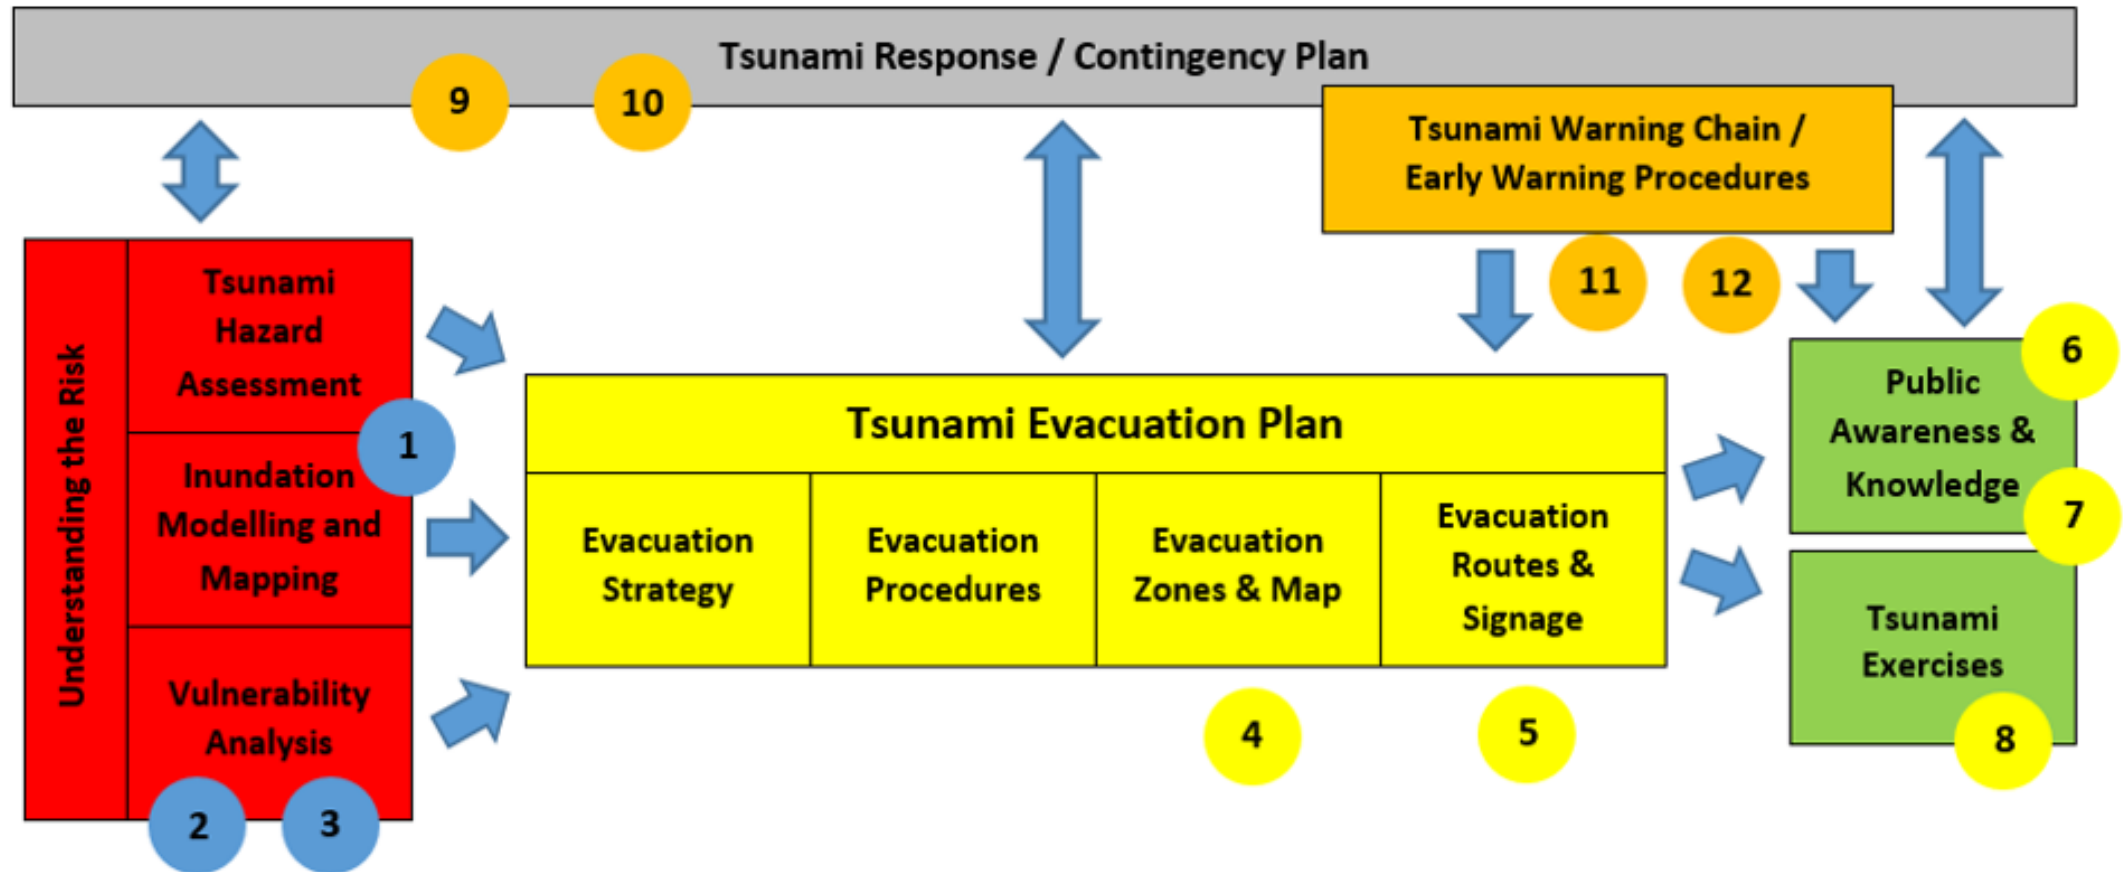 Tsunami Response / Contingency Plan
9
10
Tsunami Warning Chain /
Early Warning Procedures
11
12
Understanding the Risk
Tsunami
Hazard
Assessment
1
Inundation
Modelling and
Mapping
Vulnerability
Analysis
2
3
Tsunami Evacuation Plan
Evacuation
Strategy
Evacuation
Procedures
Evacuation
Zones & Map
Evacuation
Routes &
Signage
4
5
Public
Awareness &
Knowledge
6
7
Tsunami
Exercises
8